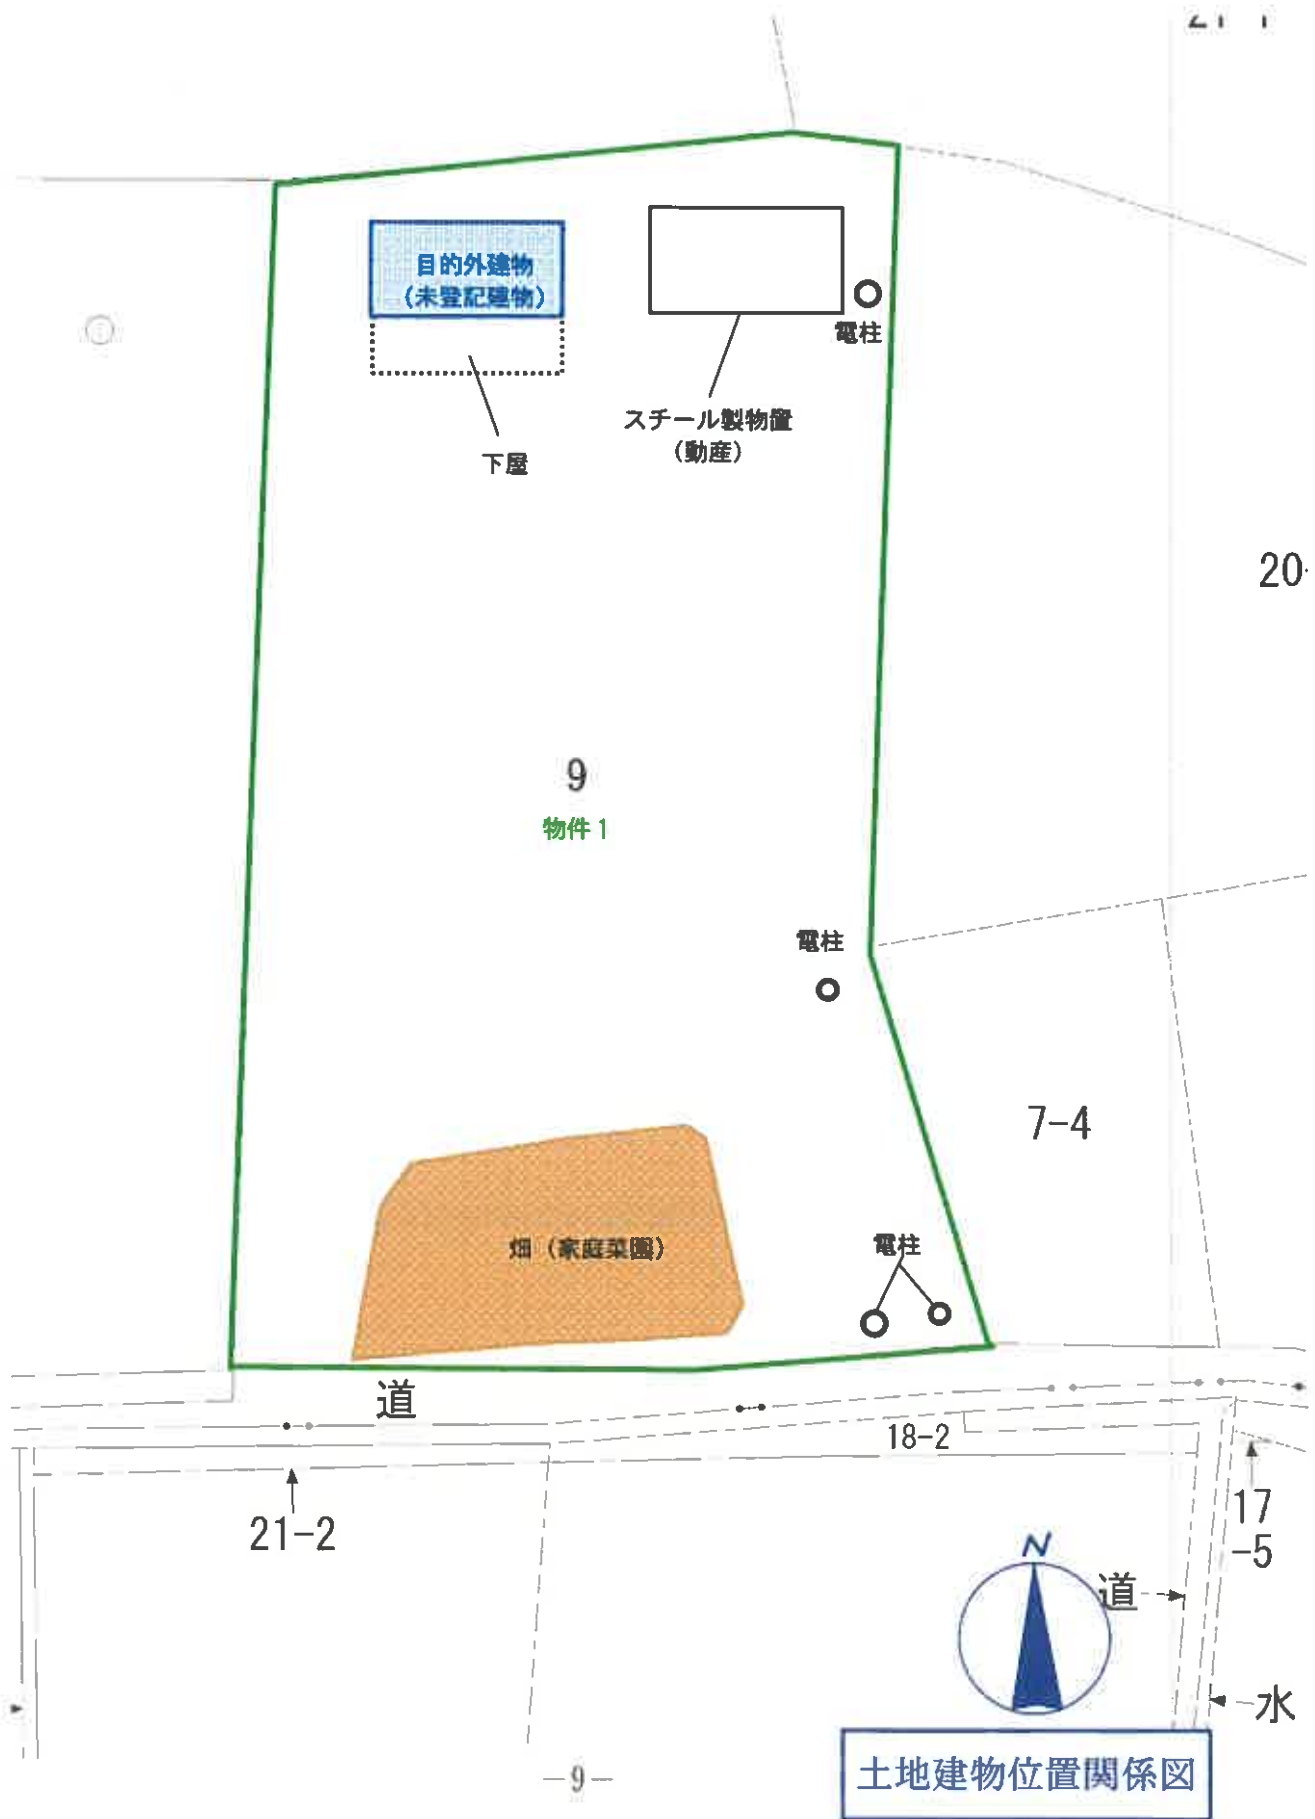 目的外建物
(未登記建物)
電柱
スチール製物置
(動産)
下屋
20-
9
物件1
電柱
7-4
畑(家庭菜園)
電柱
道
18-2
21-2
17
-5
N
道
水
土地建物位置関係図
-9-